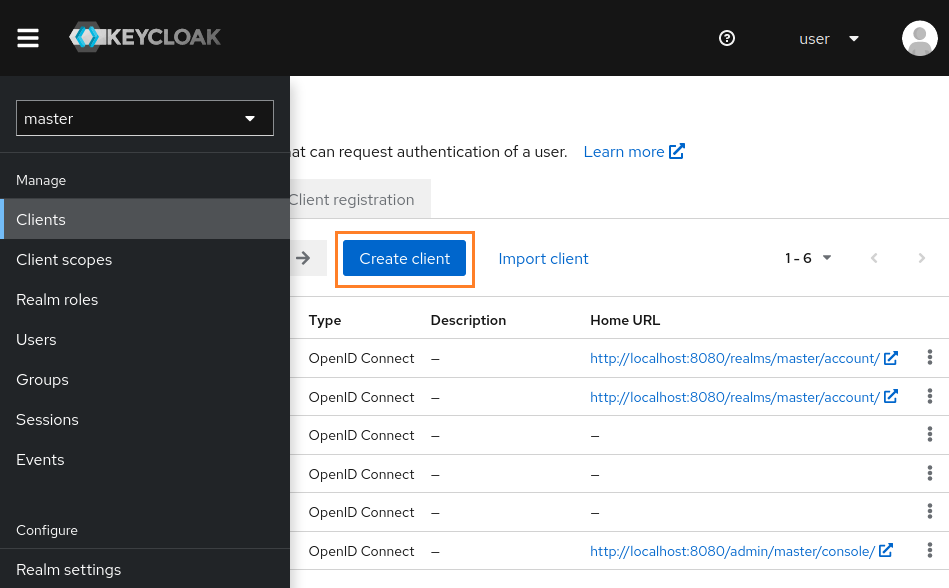 KEYCLOAK
user
master
Manage
Clients
Client scopes
Realm roles
Users
Groups
Sessions
Events
Configure
Realm settings
that can request authentication of a user. Learn more
Client registration
Create client Import client 1 - 6
Type Description Home URL
OpenID Connect – http://localhost:8080/realms/master/account/
OpenID Connect – http://localhost:8080/realms/master/account/
OpenID Connect – –
OpenID Connect – –
OpenID Connect – –
OpenID Connect – http://localhost:8080/admin/master/console/